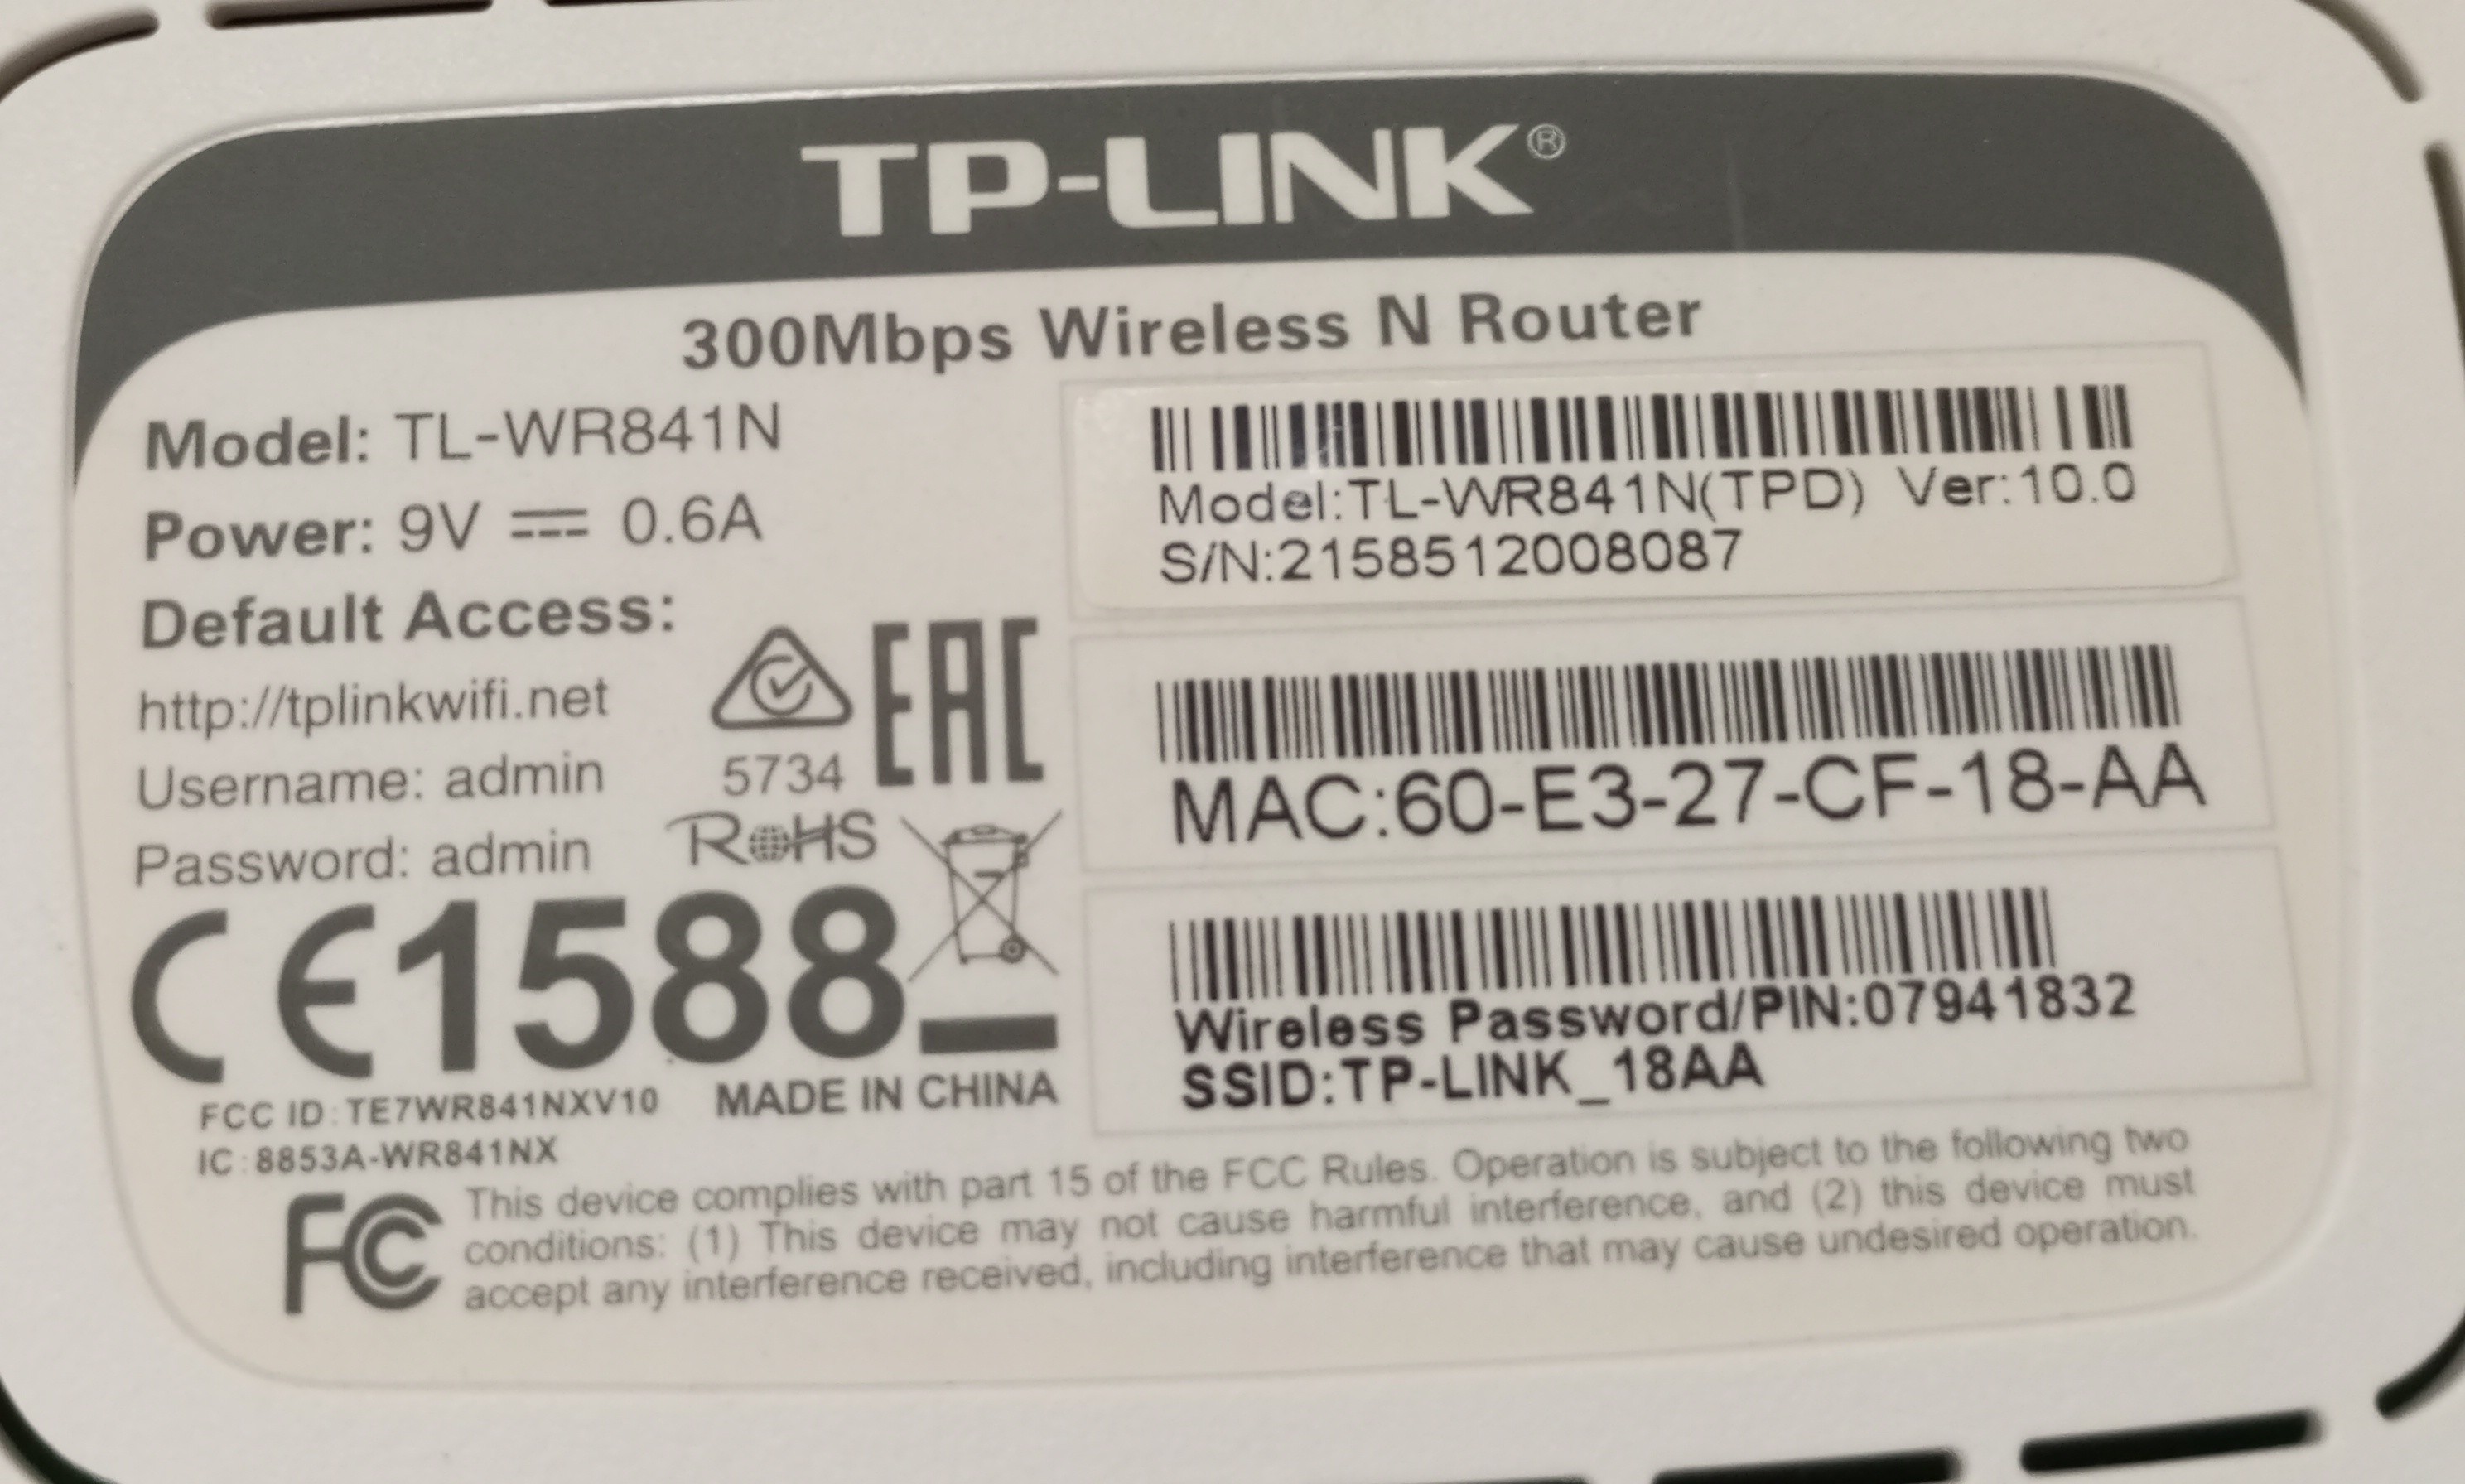 TP-LINK®
300Mbps Wireless N Router
Model: TL-WR841N
Power: 9V ⎓ 0.6A
Default Access:
http://tplinkwifi.net
Username: admin
Password: admin
5734
EAC
RoHS
CE1588
FCC ID: TE7WR841NXV10
MADE IN CHINA
IC: 8853A-WR841NX
Model:TL-WR841N(TPD) Ver:10.0
S/N:2158512008087
MAC:60-E3-27-CF-18-AA
Wireless Password/PIN:07941832
SSID:TP-LINK_18AA
FC
This device complies with part 15 of the FCC Rules. Operation is subject to the following two
conditions: (1) This device may not cause harmful interference, and (2) this device must
accept any interference received, including interference that may cause undesired operation.